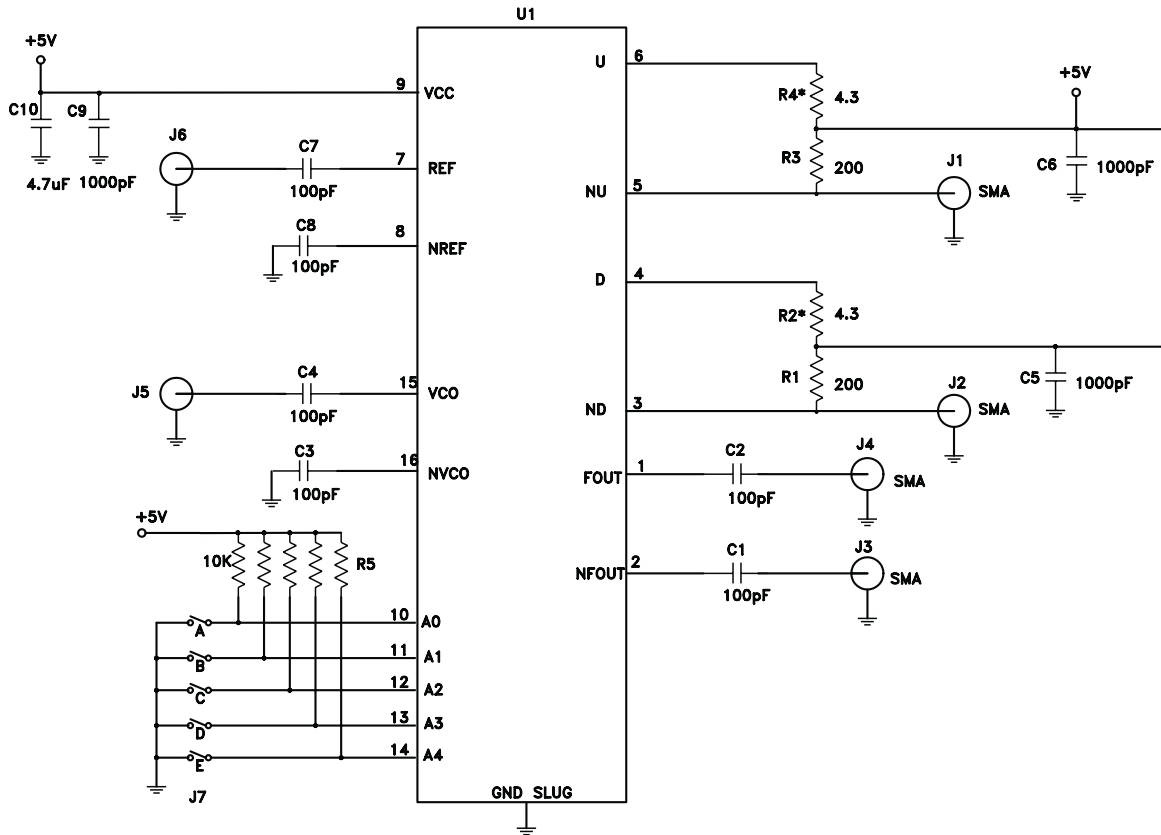 U1
+5V
C10
C9
4.7uF
1000pF
9
VCC
J6
C7
100pF
7
REF
C8
100pF
8
NREF
J5
C4
100pF
15
VCO
C3
100pF
16
NVCO
+5V
10K
R5
A
10
A0
B
11
A1
C
12
A2
D
13
A3
E
14
A4
J7
GND SLUG
U
6
R4*
4.3
+5V
R3
200
C6
1000pF
NU
5
J1
SMA
D
4
R2*
4.3
R1
200
C5
1000pF
ND
3
J2
SMA
FOUT
1
C2
100pF
J4
SMA
NFOUT
2
C1
100pF
J3
SMA